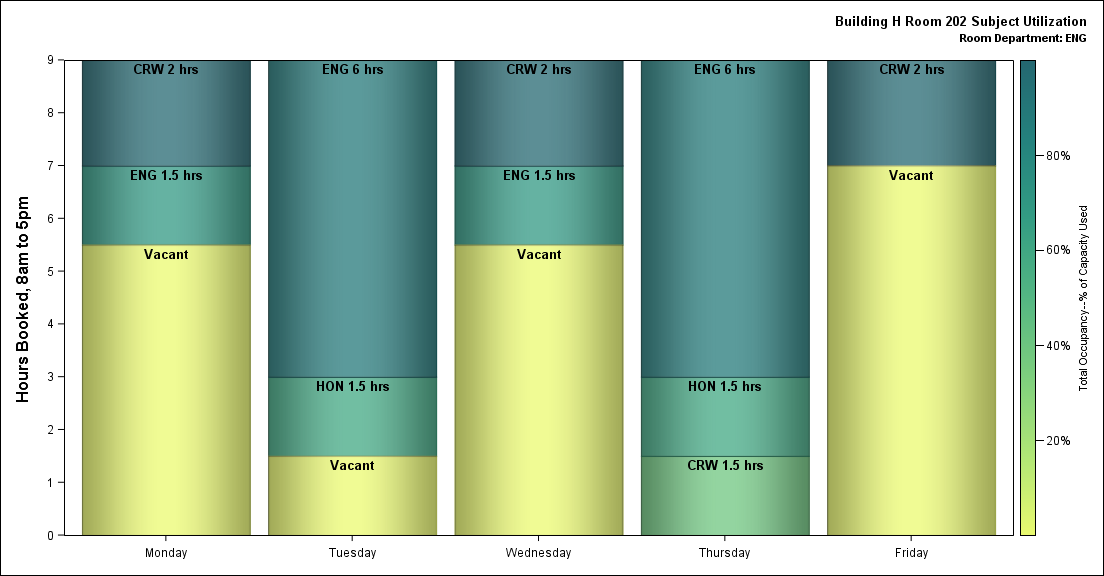 Building H Room 202 Subject Utilization
Room Department: ENG
Hours Booked, 8am to 5pm
9
8
7
6
5
4
3
2
1
0
CRW 2 hrs
ENG 1.5 hrs
Vacant
ENG 6 hrs
HON 1.5 hrs
Vacant
CRW 2 hrs
ENG 1.5 hrs
Vacant
ENG 6 hrs
HON 1.5 hrs
CRW 1.5 hrs
CRW 2 hrs
Vacant
Monday
Tuesday
Wednesday
Thursday
Friday
80%
60%
40%
20%
Total Occupancy--% of Capacity Used